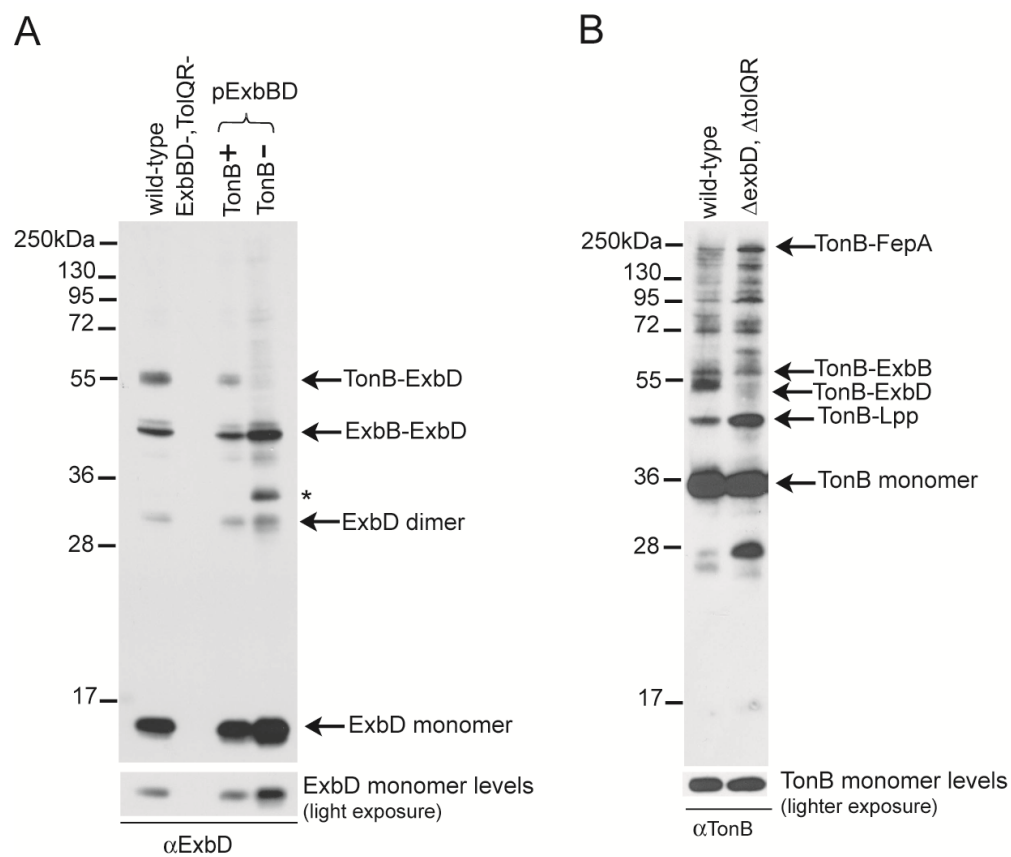 A
wild-type
ExbBD-,TolQR-
pExbBD
TonB+
TonB-
250kDa
130
95
72
55
36
28
17
TonB-ExbD
ExbB-ExbD
*
ExbD dimer
ExbD monomer
ExbD monomer levels
(light exposure)
αExbD
B
wild-type
ΔexbD, ΔtolQR
250kDa
130
95
72
55
36
28
17
TonB-FepA
TonB-ExbB
TonB-ExbD
TonB-Lpp
TonB monomer
TonB monomer levels
(lighter exposure)
αTonB